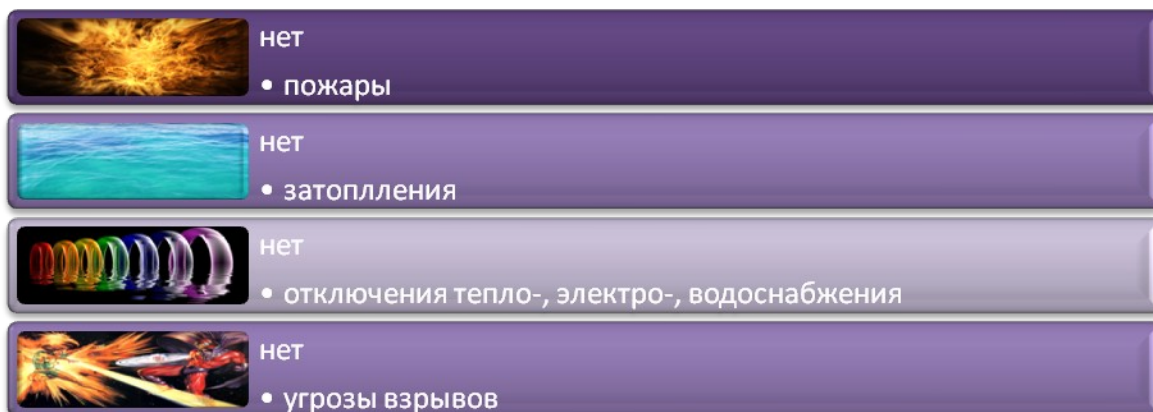 нет
• пожары
нет
• затоплления
нет
• отключения тепло-, электро-, водоснабжения
нет
• угрозы взрывов